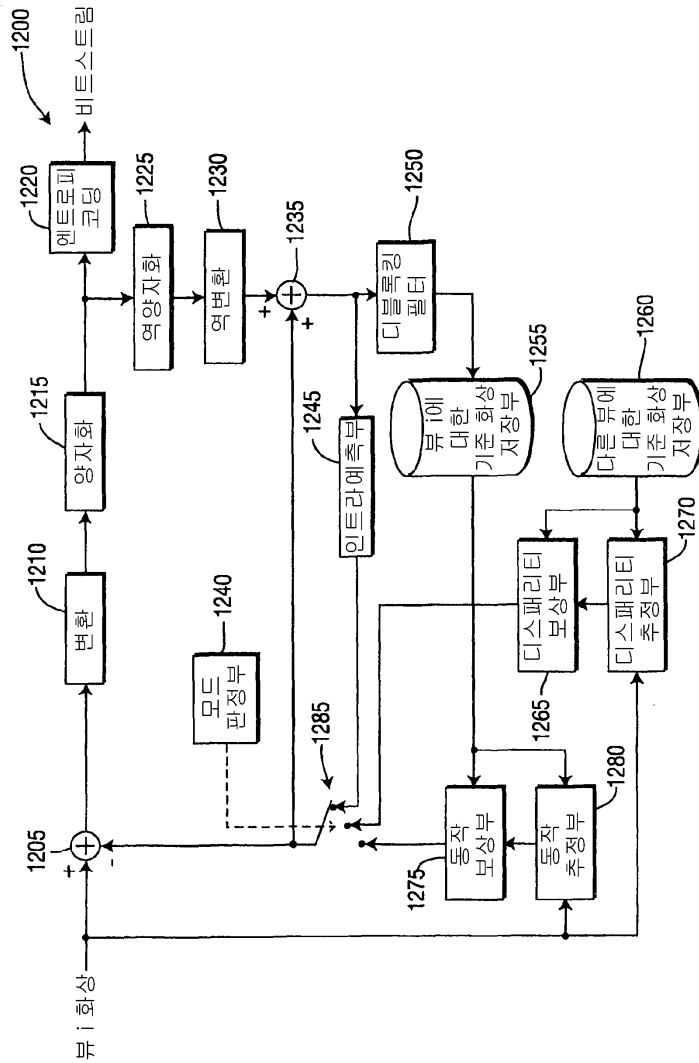 1200
뷰 i 화상
1205
+
-
변환
1210
양자화
1215
엔트로피
코딩
1220
비트스트림
역양자화
1225
역변환
1230
+
+
1235
모드
판정부
1240
1285
인트라예측부
1245
디블록킹
필터
1250
뷰 i에
대한
기준 화상
저장부
1255
다른 뷰에
대한
기준 화상
저장부
1260
디스패리티
보상부
1265
디스패리티
추정부
1270
동작
보상부
1275
동작
추정부
1280